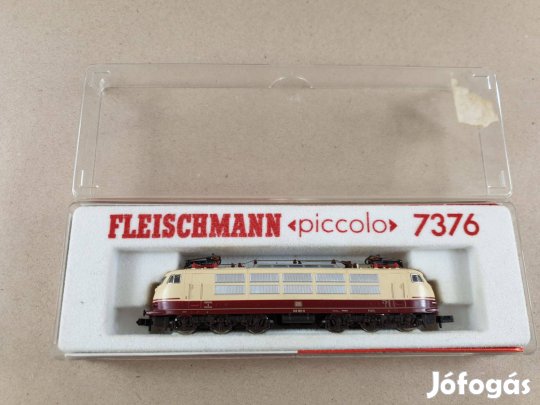 FLEISCHMANN «piccolo» 7376
Jófogás